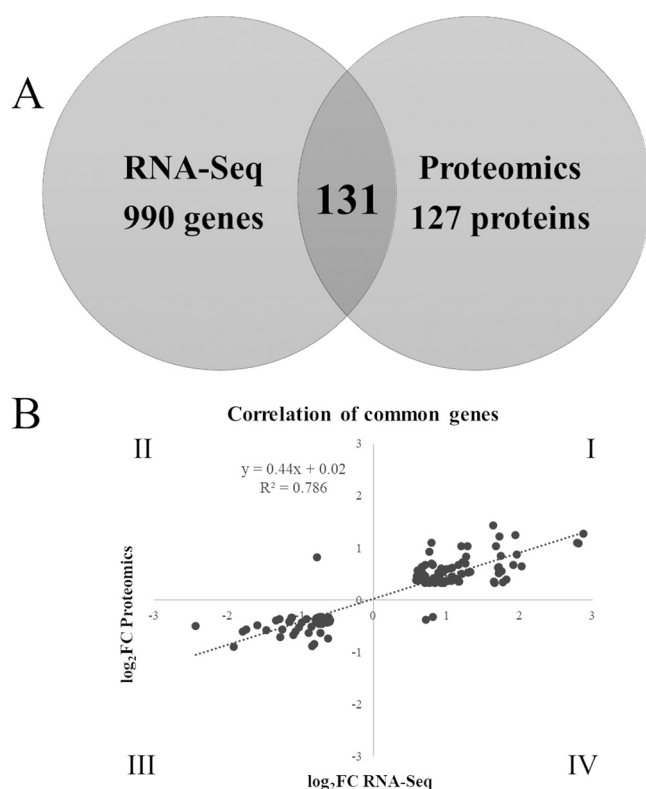 A
RNA-Seq
990 genes
131
Proteomics
127 proteins
B
Correlation of common genes
II
I
y = 0.44x + 0.02
R² = 0.786
3
2
1
0
-3
-2
-1
0
1
2
3
-1
-2
-3
log₂FC Proteomics
III
IV
log₂FC RNA-Seq